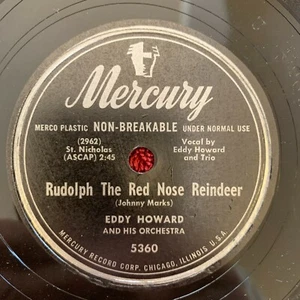 Mercury
MERCO PLASTIC NON-BREAKABLE UNDER NORMAL USE
(2962)
St. Nicholas
(ASCAP) 2:45
Vocal by
Eddy Howard
and Trio
Rudolph The Red Nose Reindeer
(Johnny Marks)
EDDY HOWARD
AND HIS ORCHESTRA
5360
MERCURY RECORD CORP. CHICAGO, ILLINOIS U.S.A.